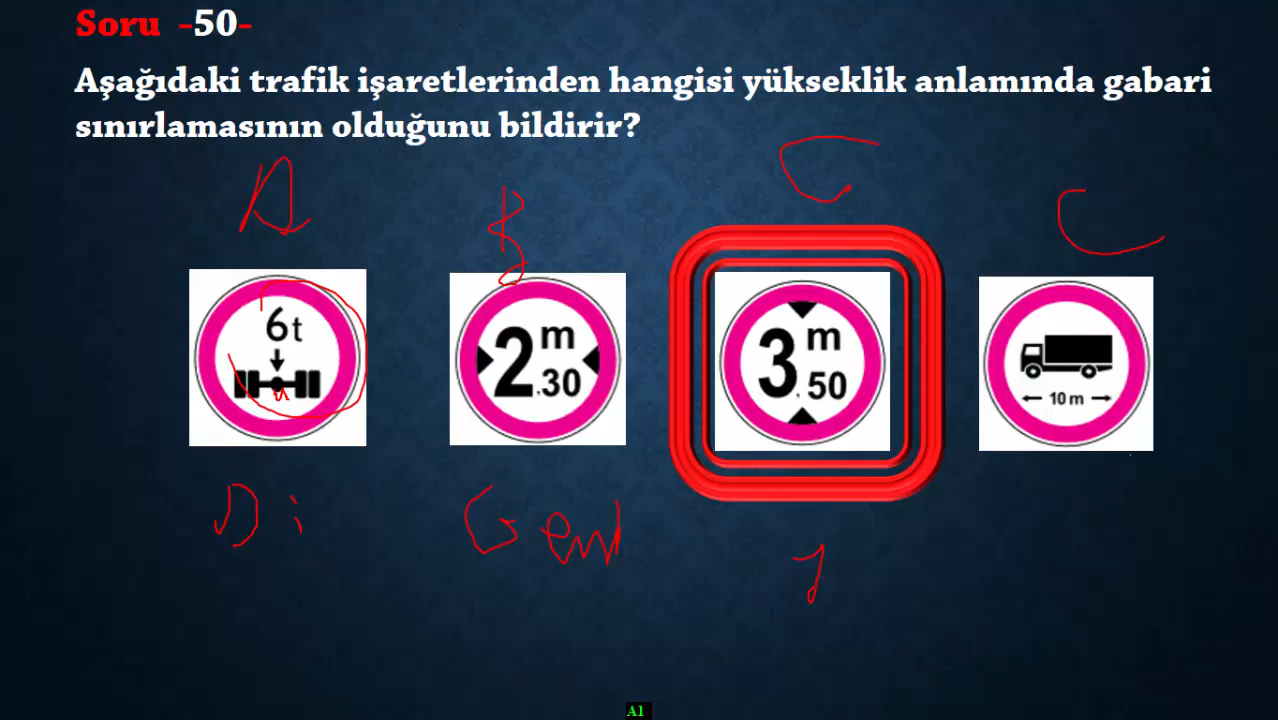 Soru -50-
Aşağıdaki trafik işaretlerinden hangisi yükseklik anlamında gabari
sınırlamasının olduğunu bildirir?
A
B
C
6t
2,30 m
3,50 m
10 m
Di
A1